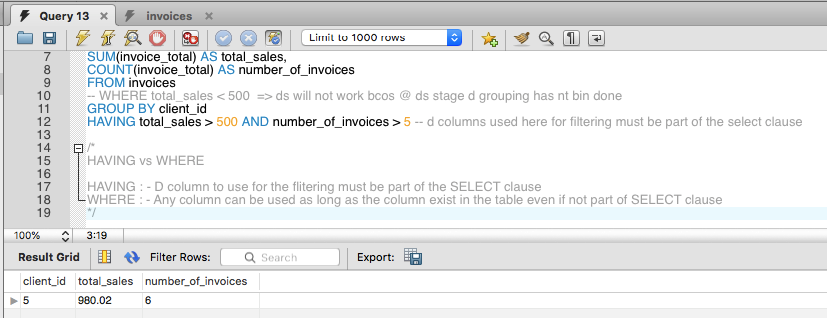 Query 13
invoices
Limit to 1000 rows
7 SUM(invoice_total) AS total_sales,
8 COUNT(invoice_total) AS number_of_invoices
9 FROM invoices
10 -- WHERE total_sales < 500 => ds will not work bcos @ ds stage d grouping has nt bin done
11 GROUP BY client_id
12 HAVING total_sales > 500 AND number_of_invoices > 5 -- d columns used here for filtering must be part of the select clause
13
14 /*
15 HAVING vs WHERE
16
17 HAVING : - D column to use for the flitering must be part of the SELECT clause
18 WHERE : - Any column can be used as long as the column exist in the table even if not part of SELECT clause
19 */
100% 3:19
Result Grid Filter Rows: Search Export:
client_id total_sales number_of_invoices
5 980.02 6